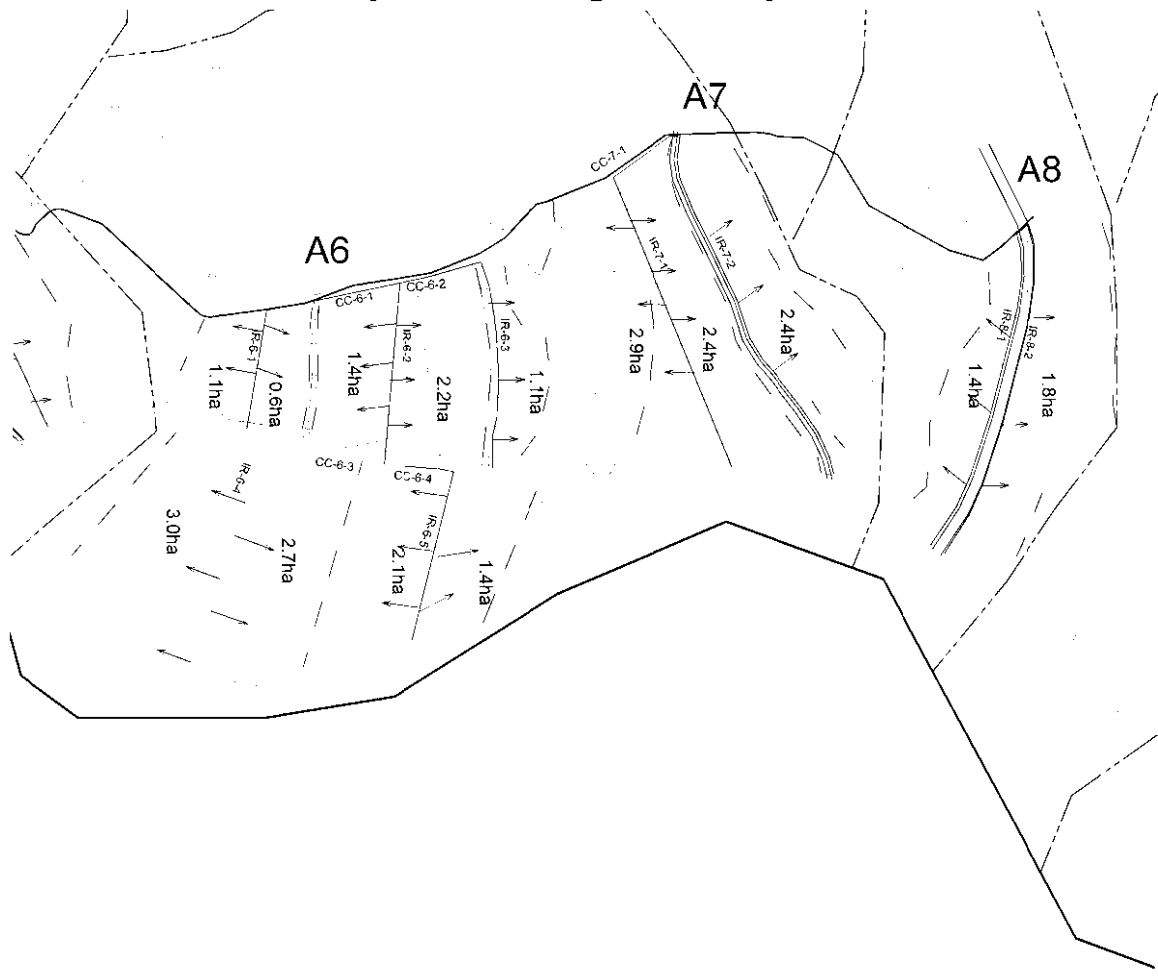 A7
A8
A6
CC-7-1
CC-6-1
CC-6-2
IR-7-1
IR-7-2
IR-6-1
IR-6-2
IR-6-3
IR-8-1
IR-8-2
1.1ha
0.6ha
1.4ha
2.2ha
1.1ha
2.9ha
2.4ha
2.4ha
1.4ha
1.8ha
CC-6-3
CC-6-4
IR-6-4
IR-6-5
3.0ha
2.7ha
2.1ha
1.4ha